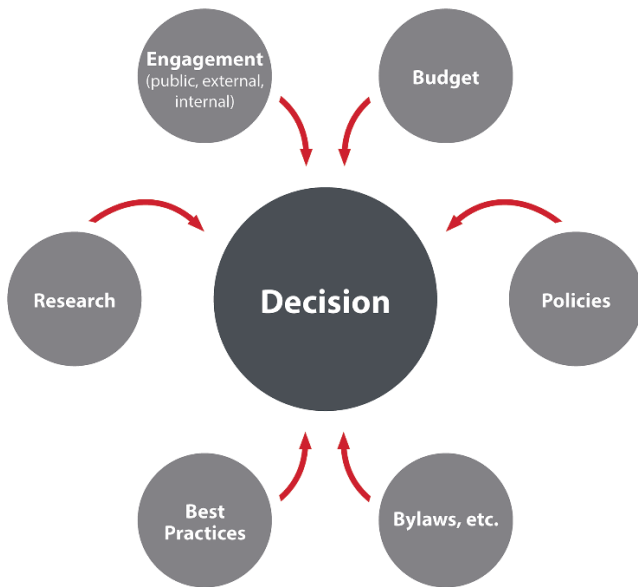 Engagement
(public, external,
internal)
Budget
Research
Decision
Policies
Best
Practices
Bylaws, etc.